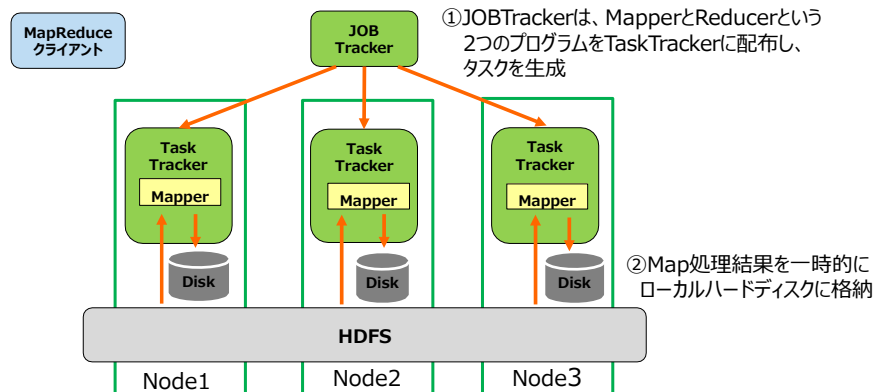 MapReduce
クライアント
JOB
Tracker
①JOBTrackerは、MapperとReducerという
2つのプログラムをTaskTrackerに配布し、
タスクを生成
Task
Tracker
Mapper
Disk
Task
Tracker
Mapper
Disk
Task
Tracker
Mapper
Disk
②Map処理結果を一時的に
ローカルハードディスクに格納
HDFS
Node1
Node2
Node3